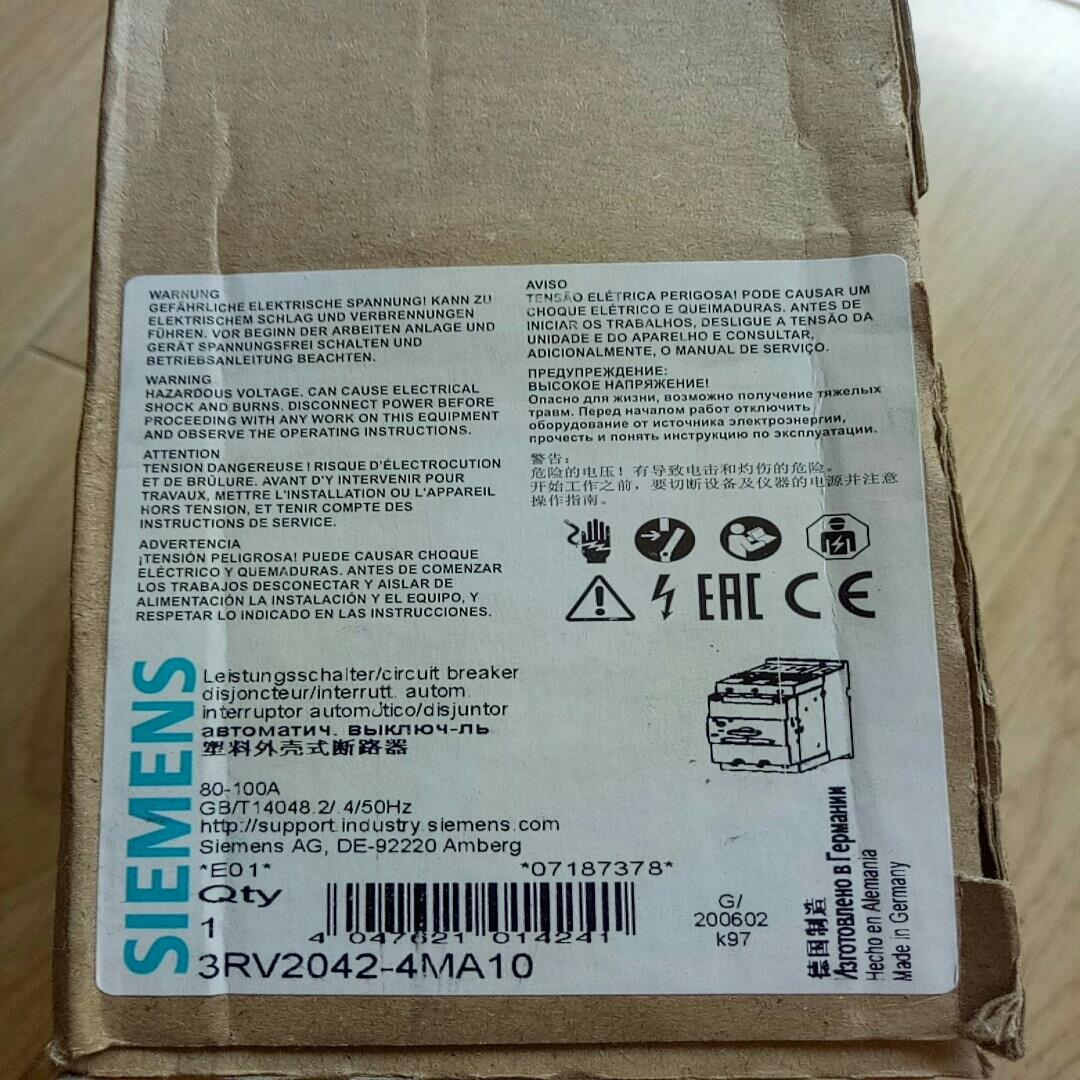 WARNUNG
GEFÄHRLICHE ELEKTRISCHE SPANNUNG! KANN ZU
ELEKTRISCHEM SCHLAG UND VERBRENNUNGEN
FÜHREN. VOR BEGINN DER ARBEITEN ANLAGE UND
GERÄT SPANNUNGSFREI SCHALTEN UND
BETRIEBSANLEITUNG BEACHTEN.
WARNING
HAZARDOUS VOLTAGE. CAN CAUSE ELECTRICAL
SHOCK AND BURNS. DISCONNECT POWER BEFORE
PROCEEDING WITH ANY WORK ON THIS EQUIPMENT
AND OBSERVE THE OPERATING INSTRUCTIONS.
ATTENTION
TENSION DANGEREUSE! RISQUE D'ÉLECTROCUTION
ET DE BRÛLURE. AVANT D'Y INTERVENIR POUR
TRAVAUX, METTRE L'INSTALLATION OU L'APPAREIL
HORS TENSION, ET TENIR COMPTE DES
INSTRUCTIONS DE SERVICE.
ADVERTENCIA
¡TENSIÓN PELIGROSA! PUEDE CAUSAR CHOQUE
ELÉCTRICO Y QUEMADURAS. ANTES DE COMENZAR
LOS TRABAJOS DESCONECTAR Y AISLAR DE
ALIMENTACIÓN LA INSTALACIÓN Y EL EQUIPO, Y
RESPETAR LO INDICADO EN LAS INSTRUCCIONES.
AVISO
TENSÃO ELÉTRICA PERIGOSA! PODE CAUSAR UM
CHOQUE ELÉTRICO E QUEIMADURAS. ANTES DE
INICIAR OS TRABALHOS, DESLIGUE A TENSÃO DA
UNIDADE E DO APARELHO E CONSULTAR,
ADICIONALMENTE, O MANUAL DE SERVIÇO.
ПРЕДУПРЕЖДЕНИЕ:
ВЫСОКОЕ НАПРЯЖЕНИЕ!
Опасно для жизни, возможно получение тяжелых
травм. Перед началом работ отключить
оборудование от источника электроэнергии,
прочесть и понять инструкцию по эксплуатации.
警告:
危险的电压！有导致电击和灼伤的危险。
开始工作之前，要切断设备及仪器的电源并注意
操作指南。
EAC CE
SIEMENS
Leistungsschalter/circuit breaker
disjoncteur/interrutt. autom.
interruptor automático/disjuntor
автоматич. выключ-ль
塑料外壳式断路器
80-100A
GB/T14048.2/.4/50Hz
http://support.industry.siemens.com
Siemens AG, DE-92220 Amberg
*E01* *07187378*
Qty
1
4 047621 014241
3RV2042-4MA10
G/
200602
k97
德国制造
Изготовлено в Германии
Hecho en Alemania
Made in Germany